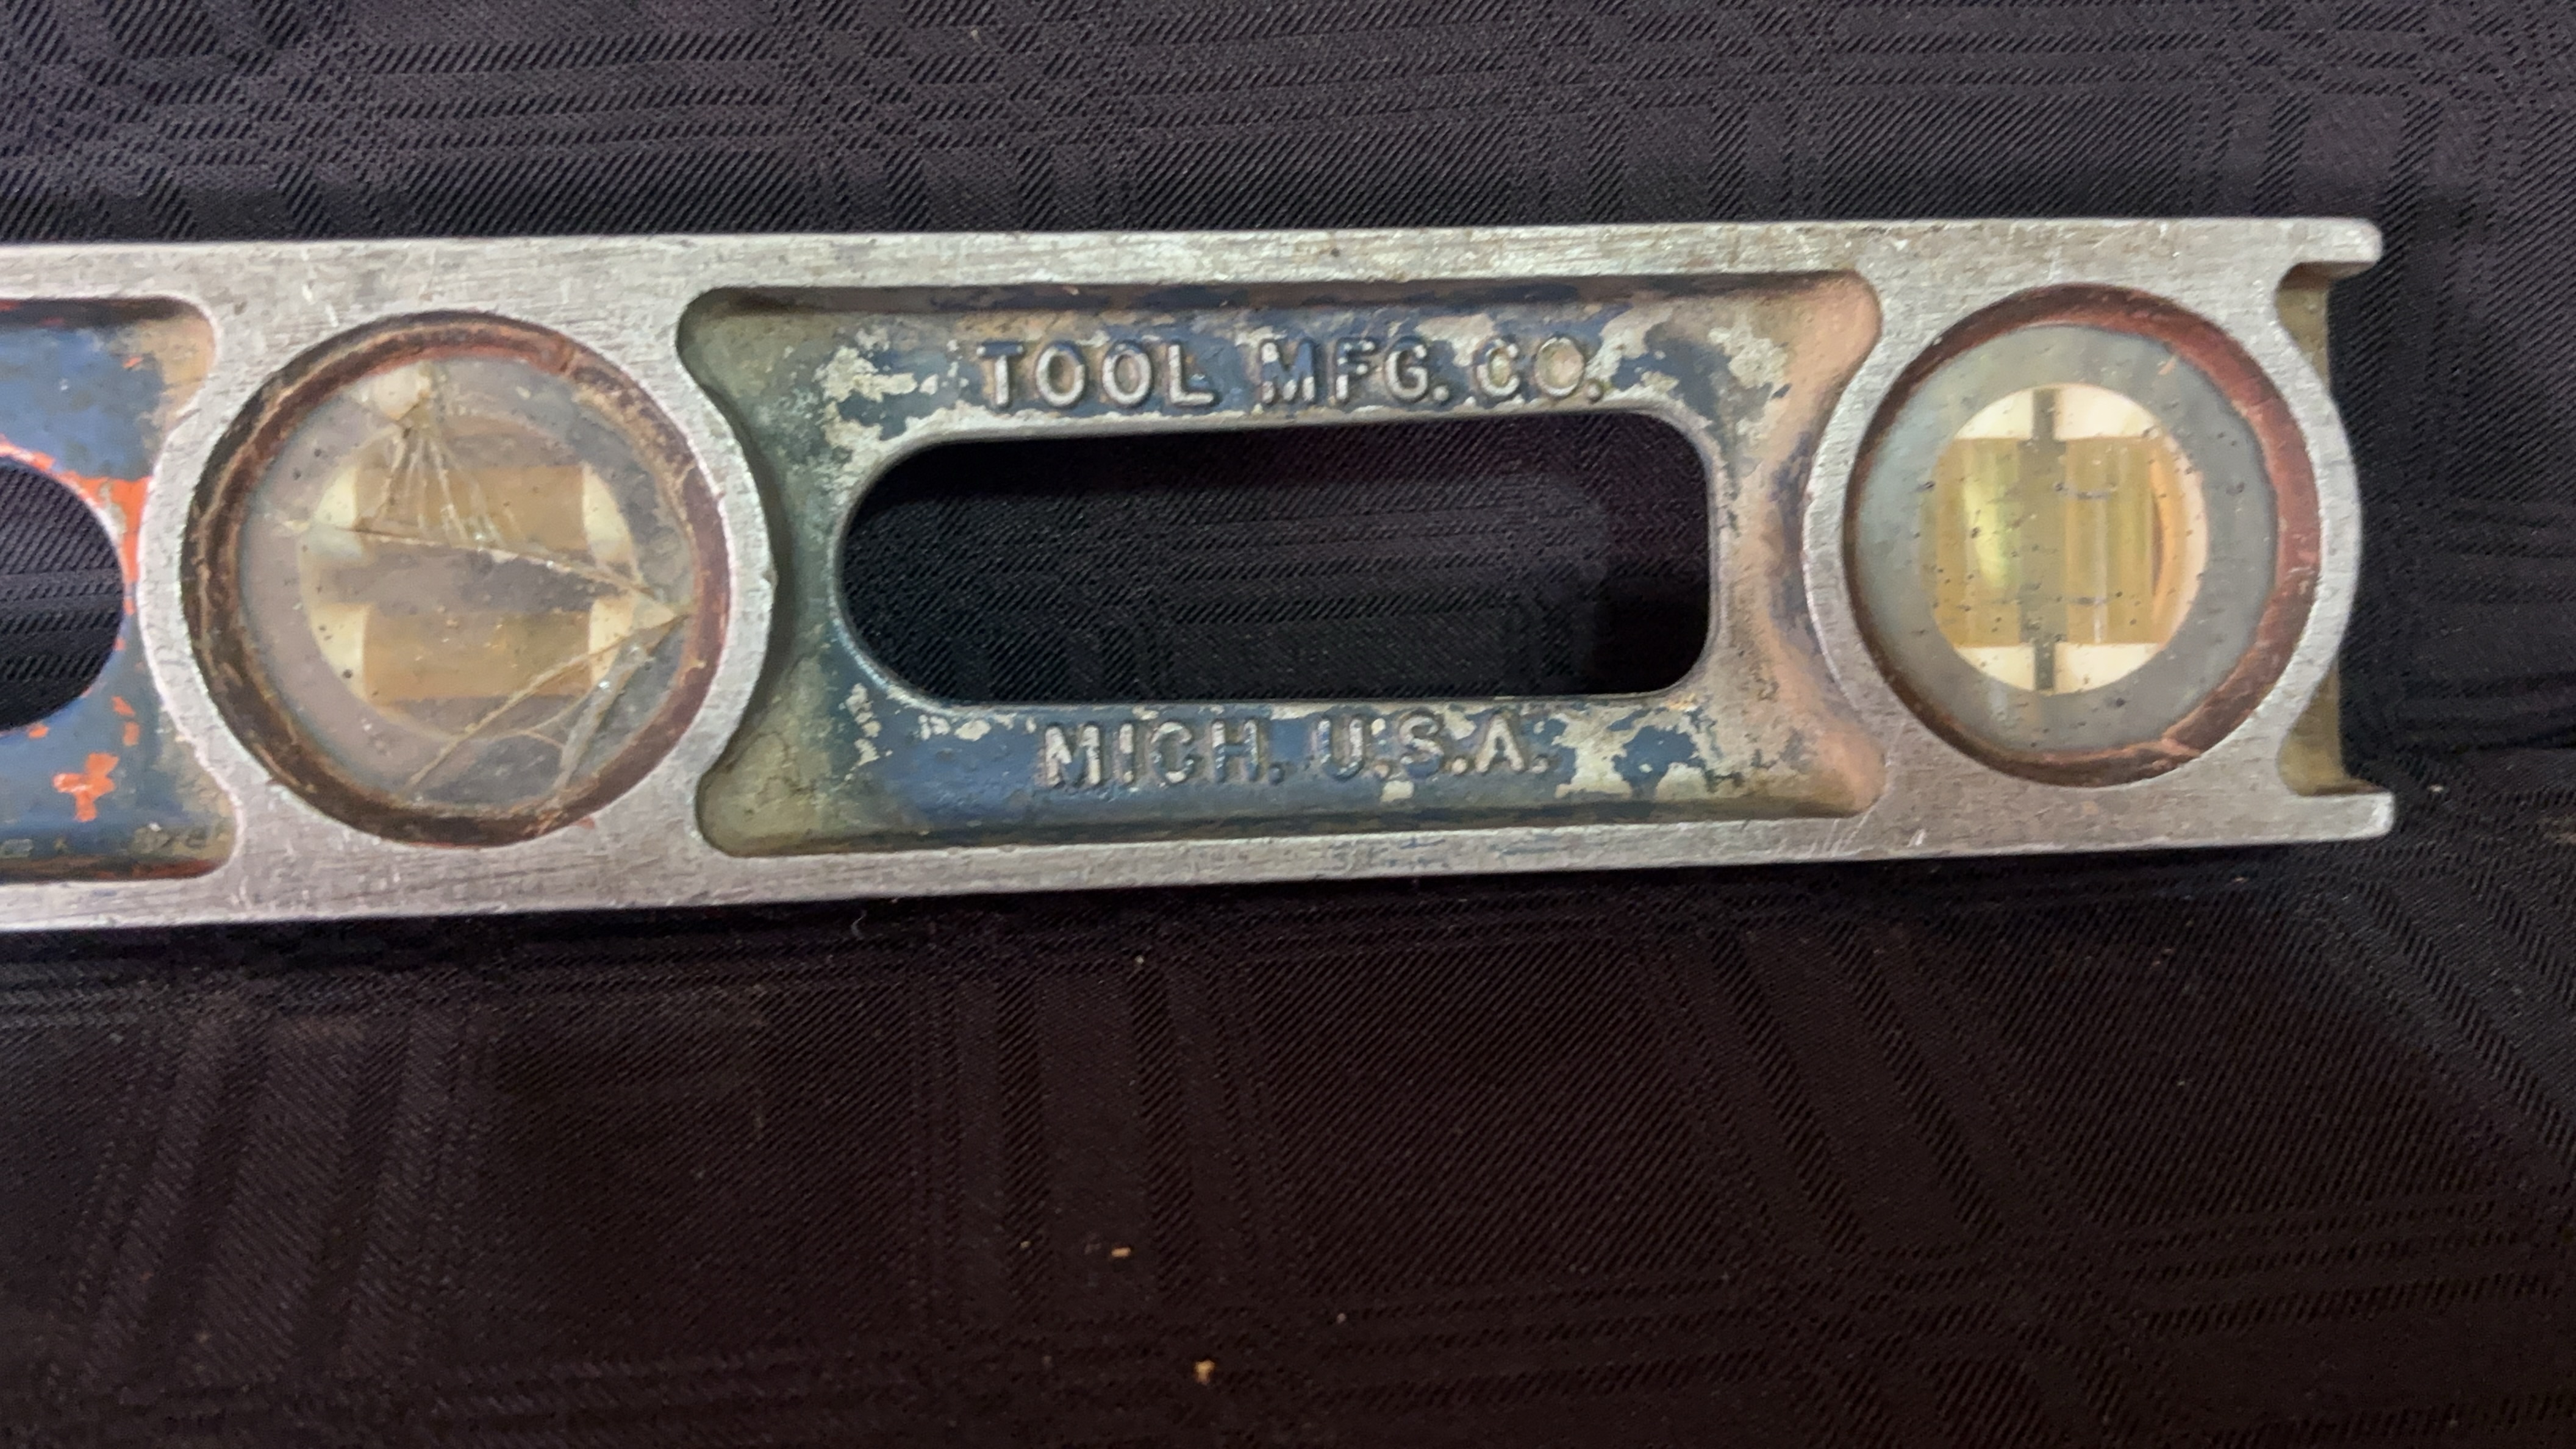 TOOL MFG. CO.
MICH. U.S.A.